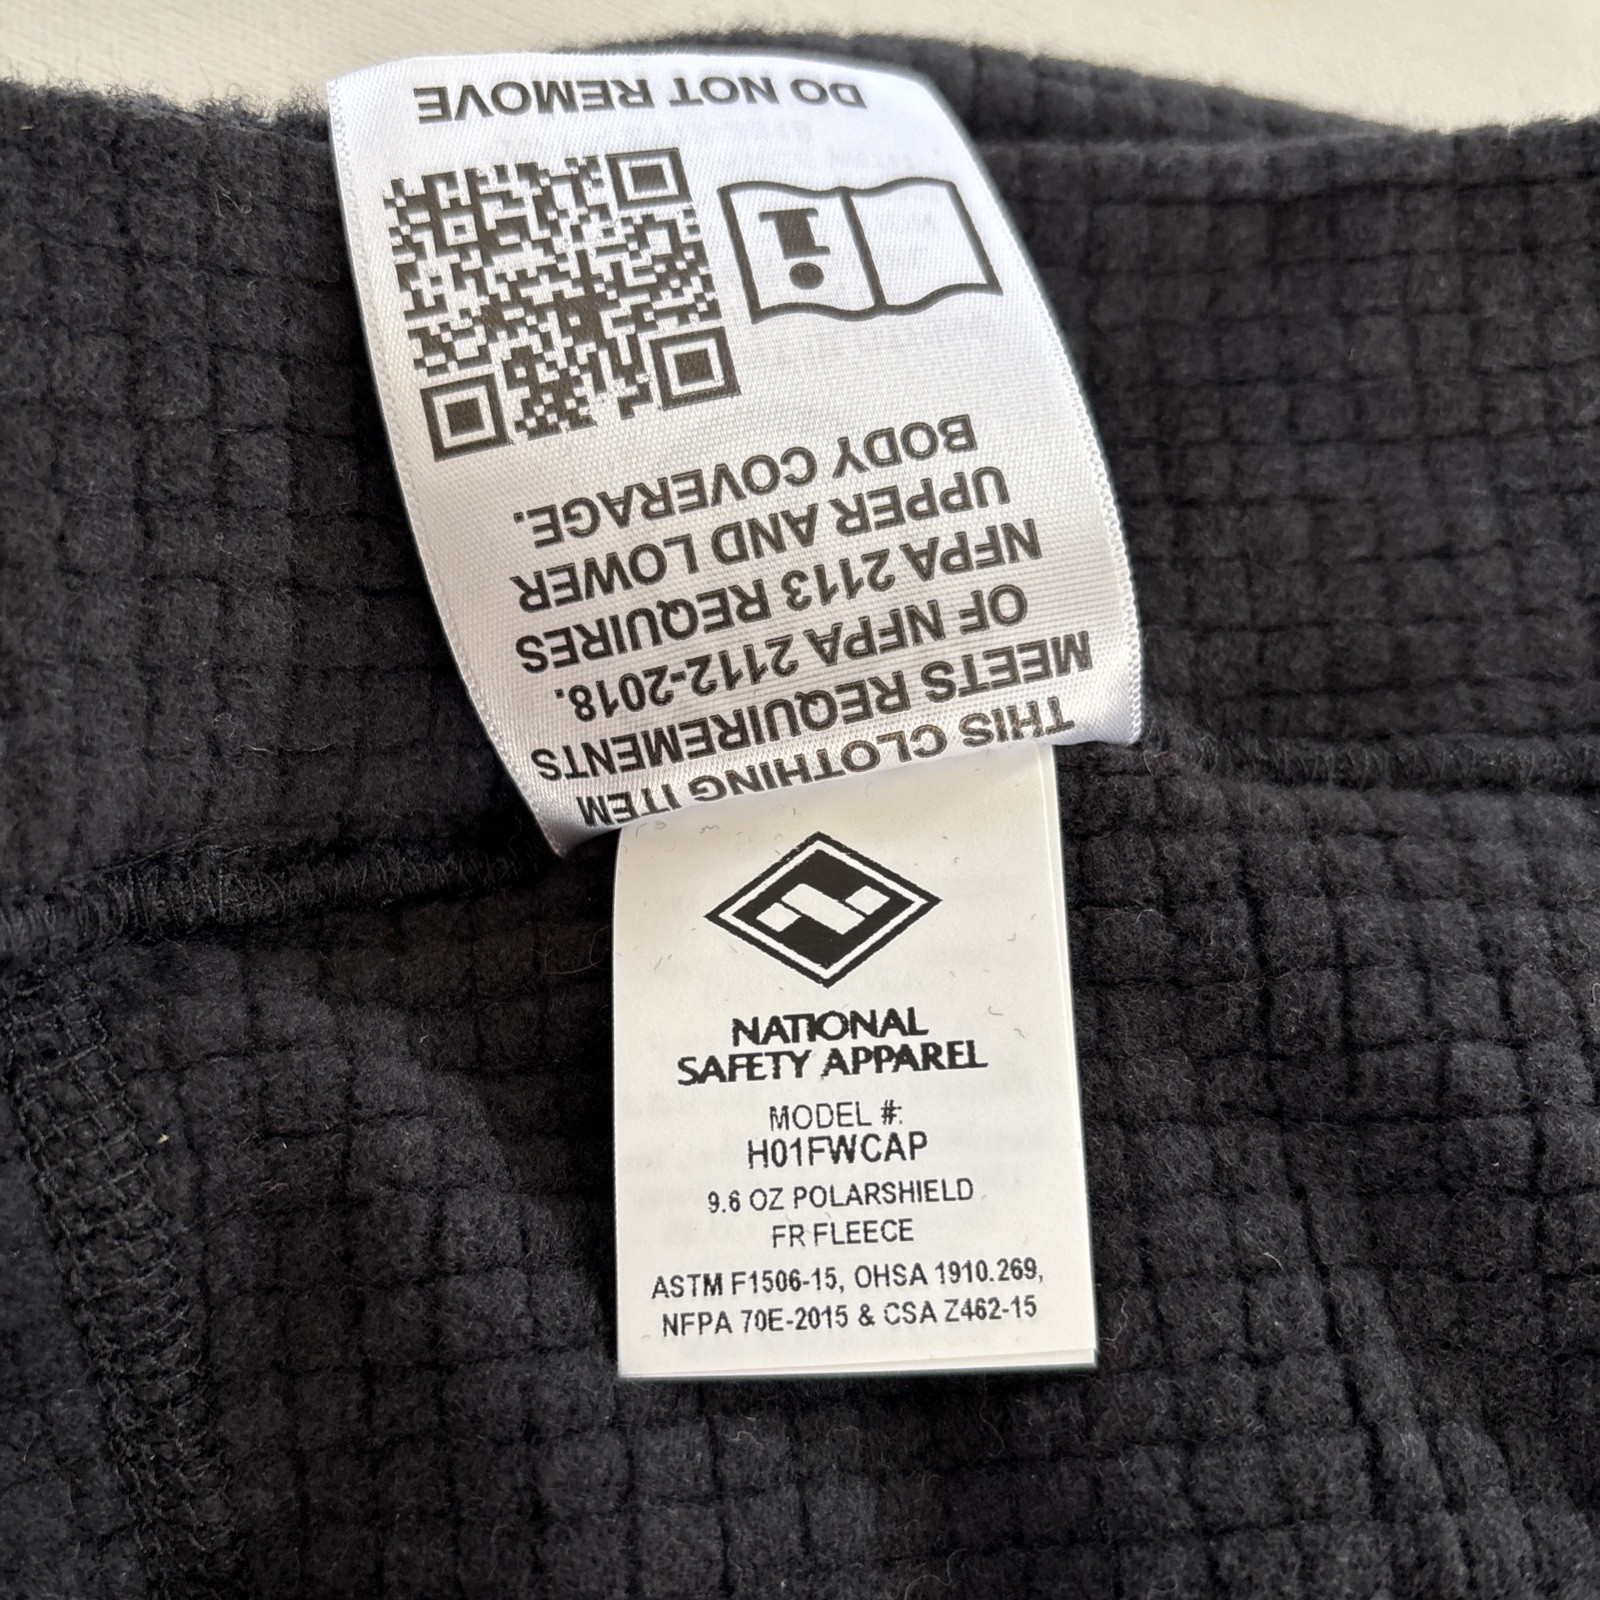 THIS CLOTHING ITEM
MEETS REQUIREMENTS
OF NFPA 2112-2018.
NFPA 2113 REQUIRES
UPPER AND LOWER
BODY COVERAGE.
DO NOT REMOVE
NATIONAL
SAFETY APPAREL
MODEL #:
H01FWCAP
9.6 OZ POLARSHIELD
FR FLEECE
ASTM F1506-15, OHSA 1910.269,
NFPA 70E-2015 & CSA Z462-15